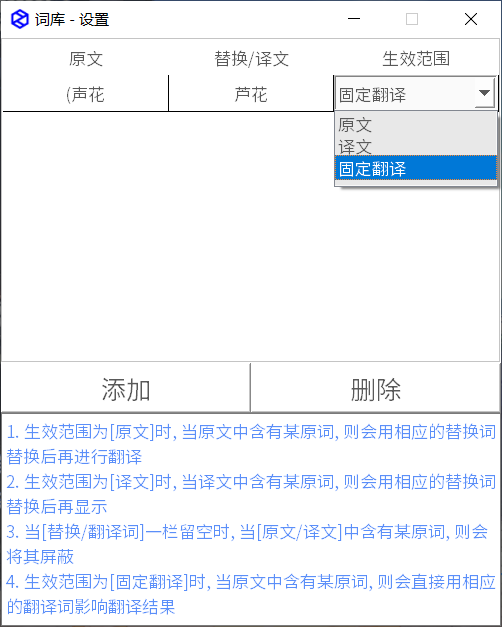 词库 - 设置
原文 替换/译文 生效范围
(声花 芦花 固定翻译
原文
译文
固定翻译
添加 删除
1. 生效范围为[原文]时, 当原文中含有某原词, 则会用相应的替换词
替换后再进行翻译
2. 生效范围为[译文]时, 当译文中含有某原词, 则会用相应的替换词
替换后再显示
3. 当[替换/翻译词]一栏留空时, 当[原文/译文]中含有某原词, 则会
将其屏蔽
4. 生效范围为[固定翻译]时, 当原文中含有某原词, 则会直接用相应
的翻译词影响翻译结果